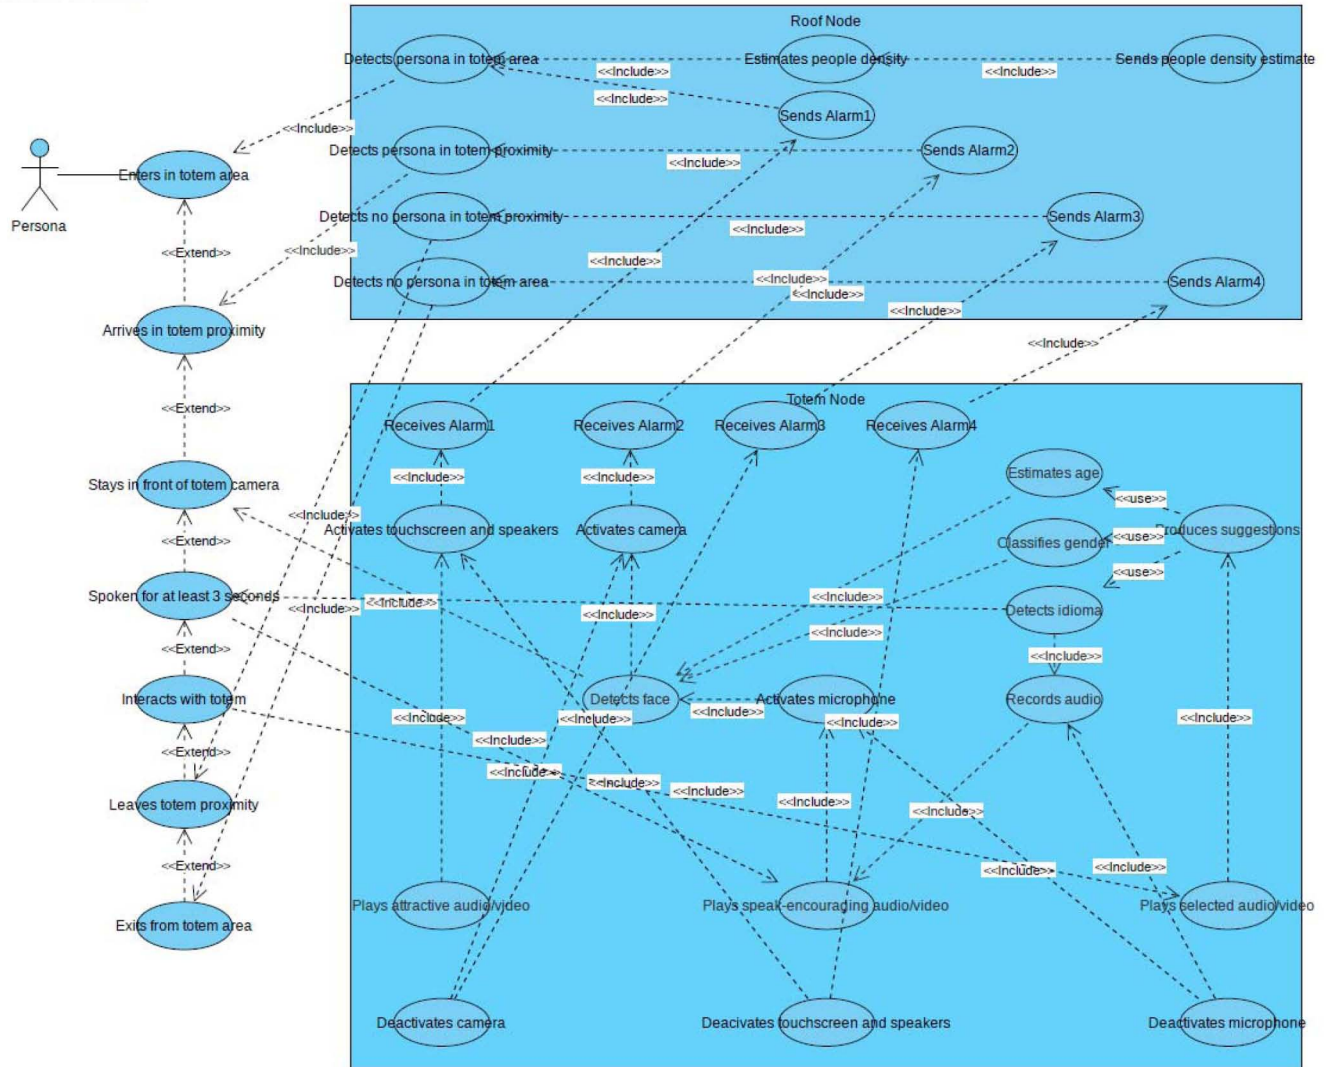 Roof Node
Detects persona in totem area
Estimates people density
Sends people density estimate
<<Include>>
<<Include>>
<<Include>>
Sends Alarm1
<<Include>>
Detects persona in totem proximity
Sends Alarm2
<<Include>>
Enters in totem area
Persona
Detects no persona in totem proximity
Sends Alarm3
<<Include>>
<<Extend>>
<<Include>>
<<Include>>
Detects no persona in totem area
Sends Alarm4
<<Include>>
<<Include>>
<<Include>>
Arrives in totem proximity
<<Include>>
<<Extend>>
Totem Node
Receives Alarm1
Receives Alarm2
Receives Alarm3
Receives Alarm4
<<Include>>
<<Include>>
Estimates age
Stays in front of totem camera
<<use>>
<<Include>>
Activates touchscreen and speakers
Activates camera
Classifies gender
<<use>>
Produces suggestions
<<Extend>>
<<use>>
Spoken for at least 3 seconds
<<Include>>
<<Include>>
<<Include>>
<<Include>>
Detects idioma
<<Include>>
<<Extend>>
<<Include>>
Interacts with totem
Detects face
Activates microphone
Records audio
<<Include>>
<<Include>>
<<Include>>
<<Include>>
<<Include>>
<<Include>>
<<Extend>>
<<Include>>
<<Include>>
<<Include>>
Leaves totem proximity
<<Include>>
<<Include>>
<<Extend>>
<<Include>>
<<Include>>
Plays attractive audio/video
Plays speak-encourading audio/video
Plays selected audio/video
Exits from totem area
Deactivates camera
Deacivates touchscreen and speakers
Deactivates microphone